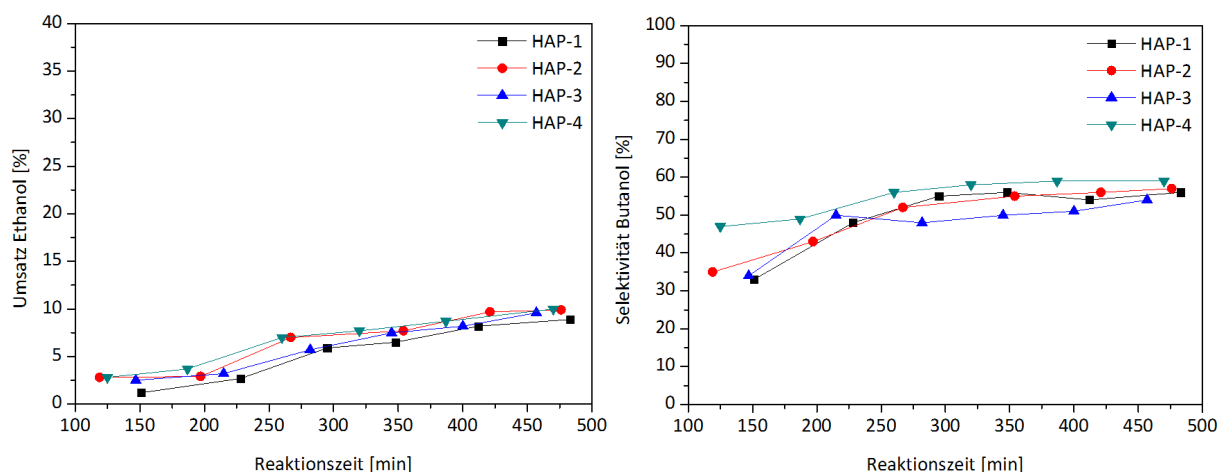 Umsatz Ethanol [%]
40
35
30
25
20
15
10
5
0
HAP-1
HAP-2
HAP-3
HAP-4
100 150 200 250 300 350 400 450 500
Reaktionszeit [min]
Selektivität Butanol [%]
100
90
80
70
60
50
40
30
20
10
0
HAP-1
HAP-2
HAP-3
HAP-4
100 150 200 250 300 350 400 450 500
Reaktionszeit [min]